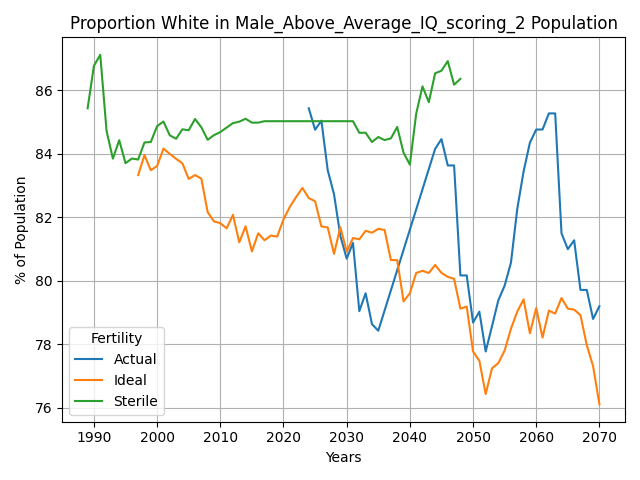 Proportion White in Male_Above_Average_IQ_scoring_2 Population
% of Population
86
84
82
80
78
76
Fertility
Actual
Ideal
Sterile
1990 2000 2010 2020 2030 2040 2050 2060 2070
Years